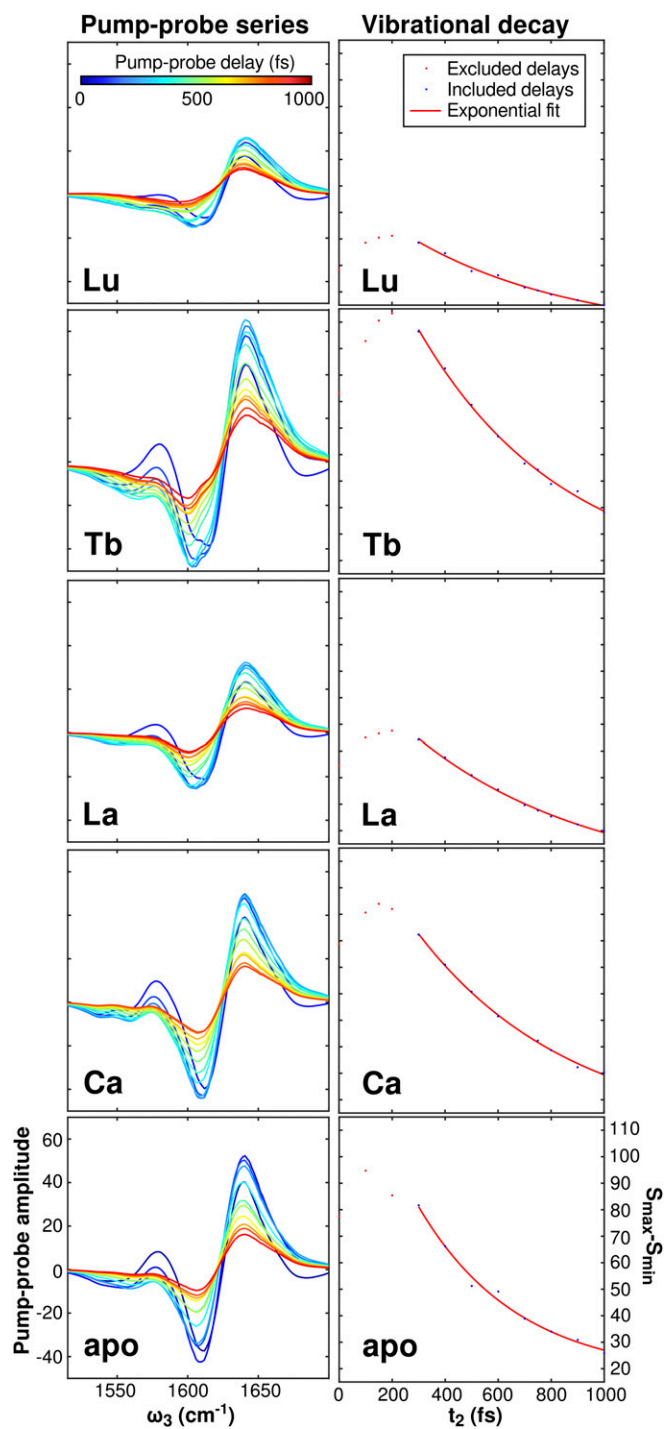 Pump-probe series
Vibrational decay
Pump-probe delay (fs)
0
1000
Excluded delays
Included delays
Exponential fit
Lu
Lu
Tb
Tb
La
La
Ca
Ca
Pump-probe amplitude
60
40
20
0
-20
-40
apo
apo
110
100
90
80
70
60
50
40
30
20
Smax-Smin
1550
1600
1650
0
200
400
600
800
1000
ω3 (cm-1)
t2 (fs)